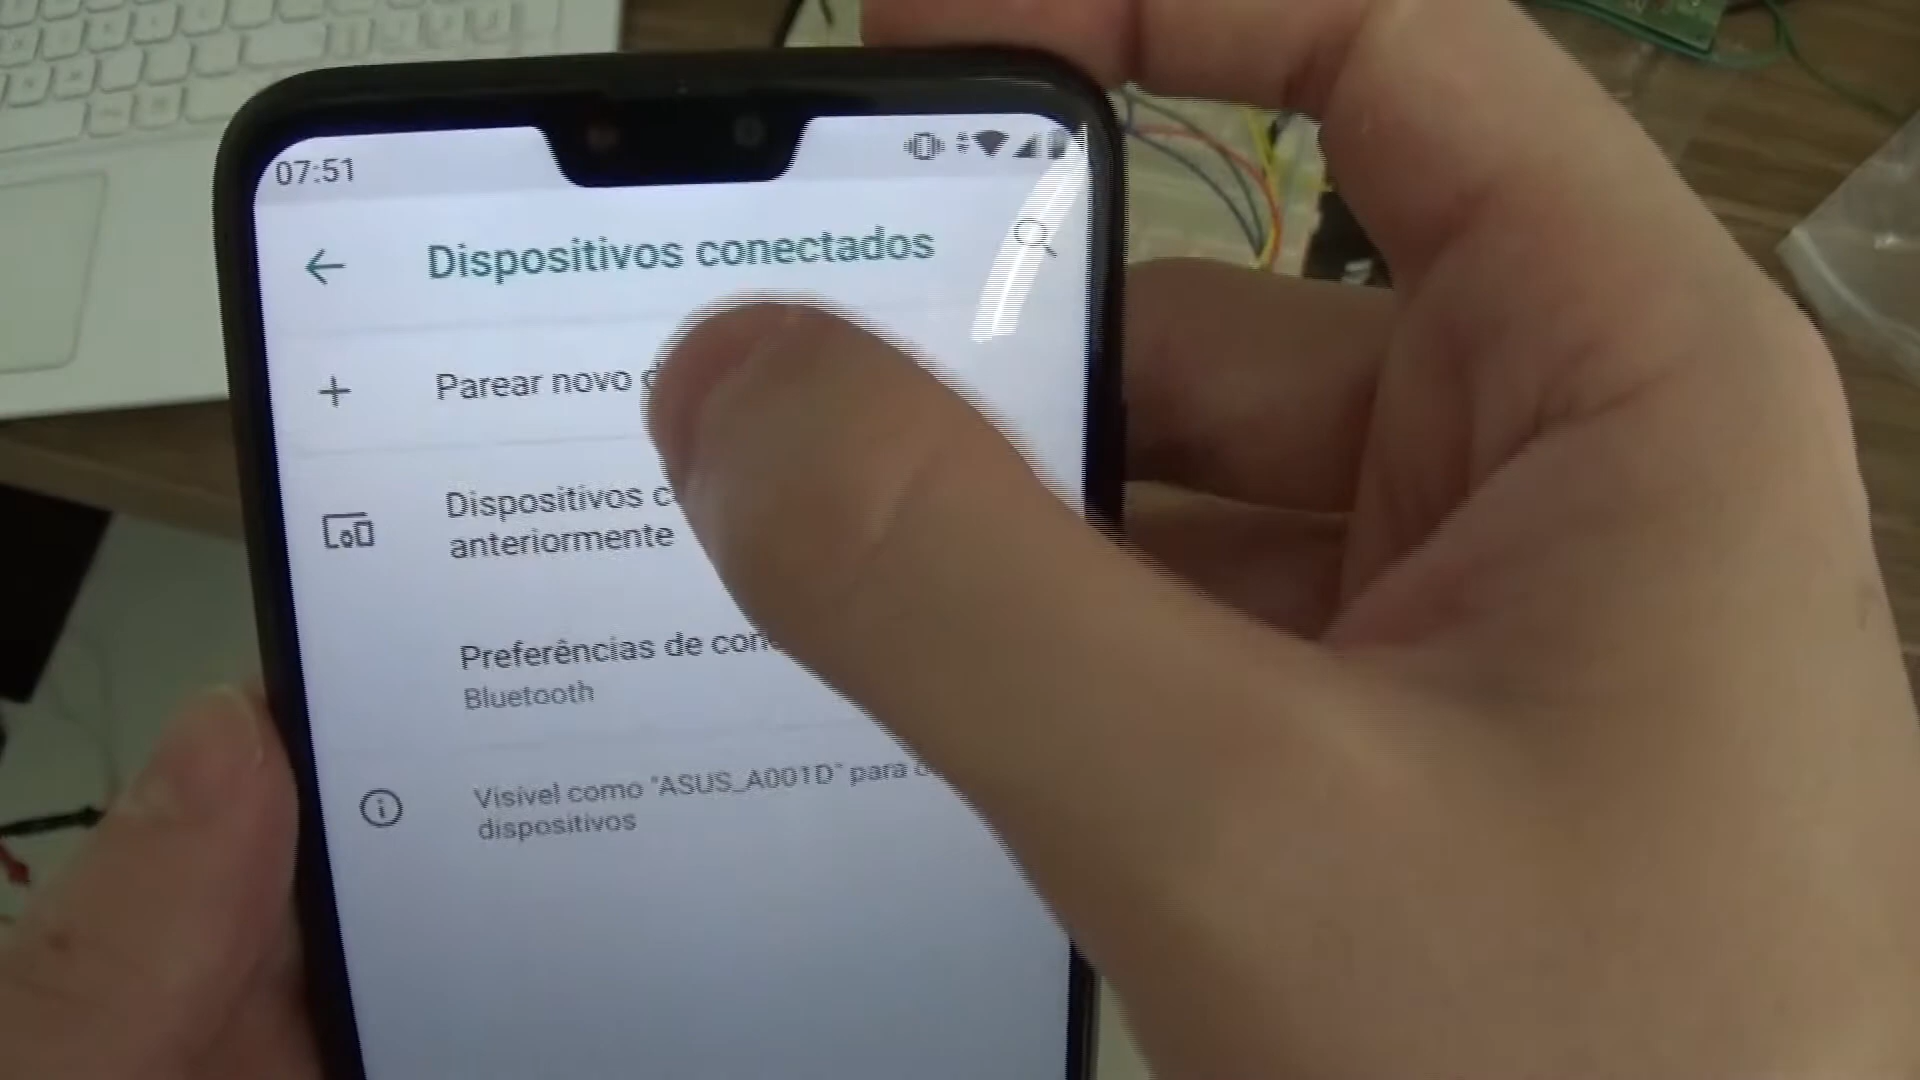 07:51
Dispositivos conectados
Parear novo
Dispositivos
anteriormente
Preferências de
Bluetooth
Visível como "ASUS_A001D" para
dispositivos